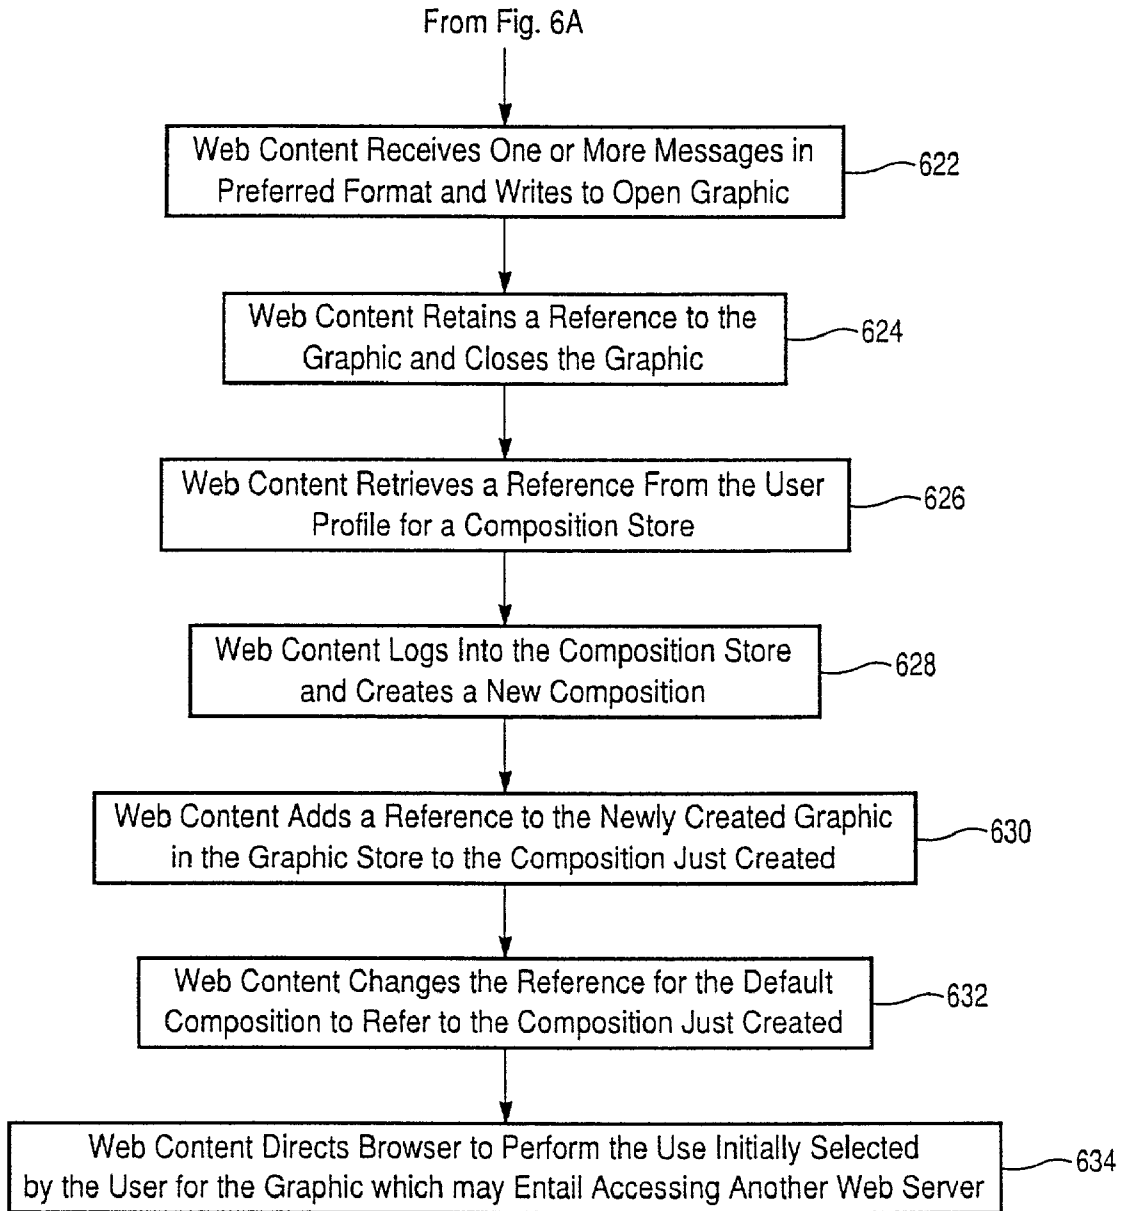 From Fig. 6A
Web Content Receives One or More Messages in
Preferred Format and Writes to Open Graphic
622
Web Content Retains a Reference to the
Graphic and Closes the Graphic
624
Web Content Retrieves a Reference From the User
Profile for a Composition Store
626
Web Content Logs Into the Composition Store
and Creates a New Composition
628
Web Content Adds a Reference to the Newly Created Graphic
in the Graphic Store to the Composition Just Created
630
Web Content Changes the Reference for the Default
Composition to Refer to the Composition Just Created
632
Web Content Directs Browser to Perform the Use Initially Selected
by the User for the Graphic which may Entail Accessing Another Web Server
634